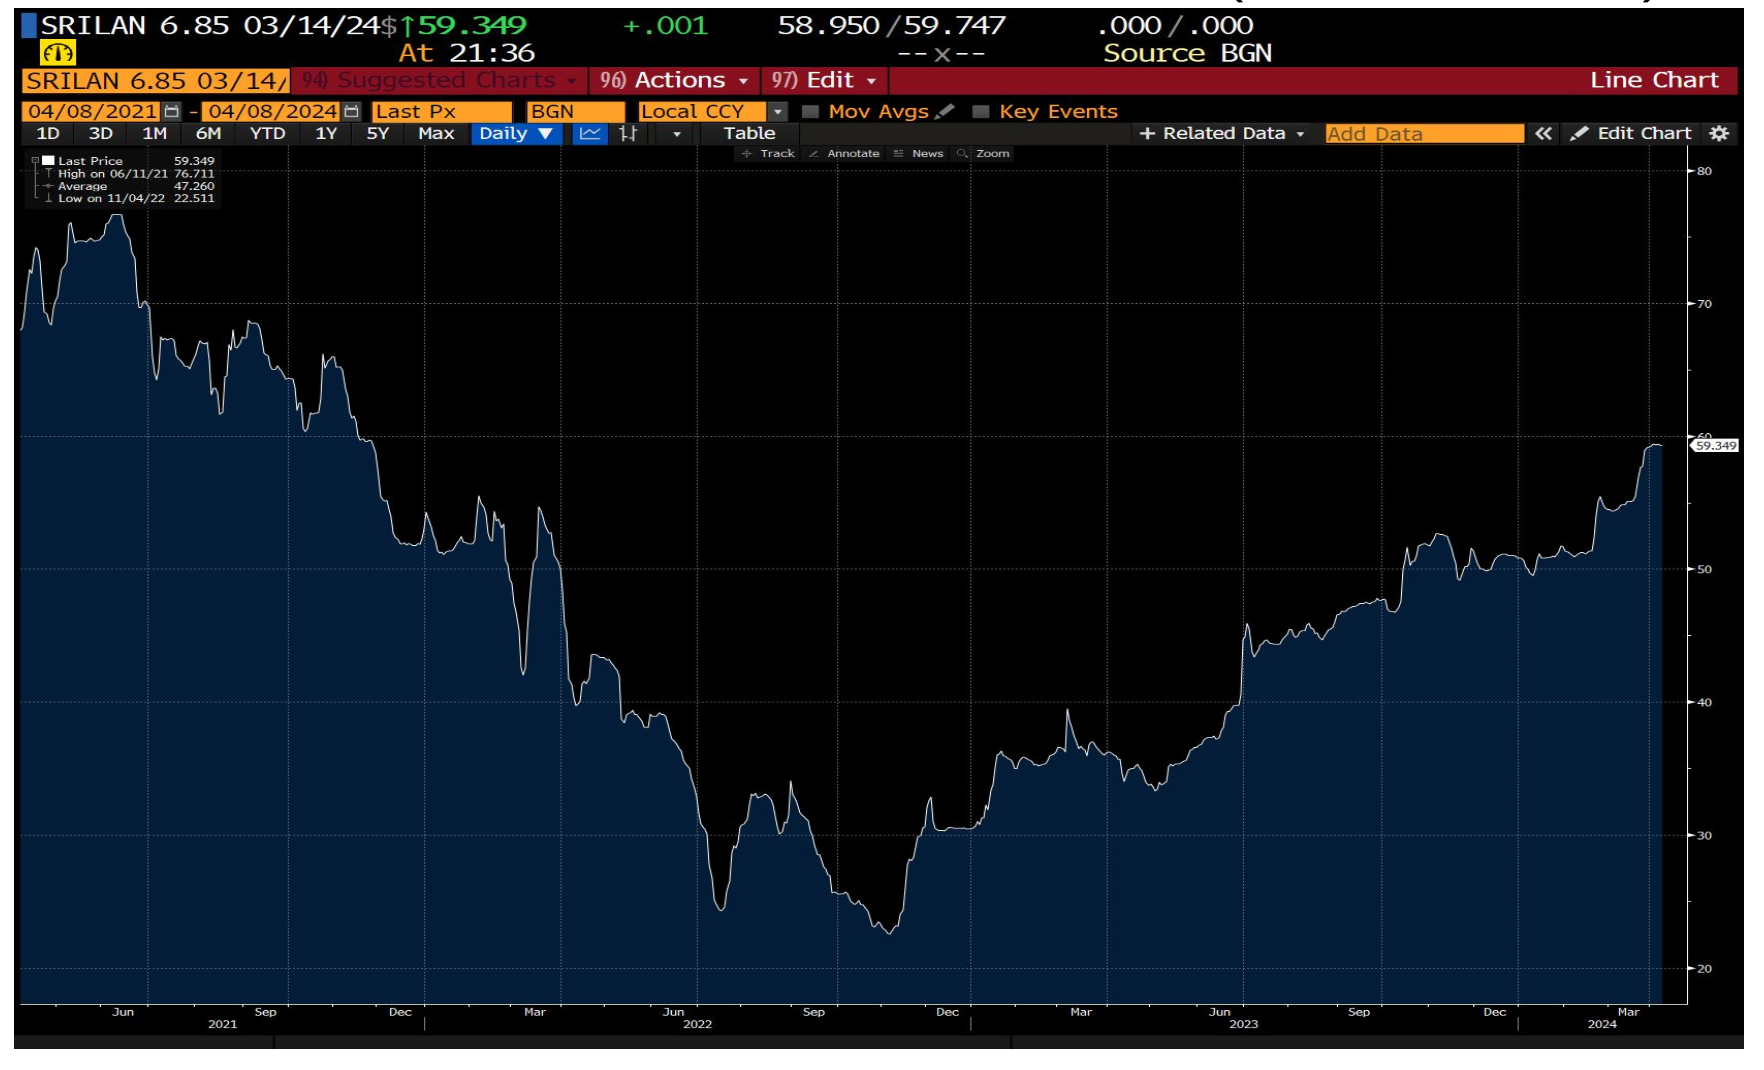 SRILAN 6.85 03/14/24 $↑59.349 +.001 58.950/59.747 .000/.000
At 21:36 --x-- Source BGN
SRILAN 6.85 03/14/ 94) Suggested Charts 96) Actions 97) Edit Line Chart
04/08/2021 - 04/08/2024 Last Px BGN Local CCY Mov Avgs Key Events
1D 3D 1M 6M YTD 1Y 5Y Max Daily ▼ Table + Related Data Add Data « Edit Chart
Track Annotate News Zoom
Last Price 59.349
High on 06/11/21 76.711
Average 47.260
Low on 11/04/22 22.511
80
70
60
59.349
50
40
30
20
Jun Sep Dec Mar Jun Sep Dec Mar Jun Sep Dec Mar
2021 2022 2023 2024